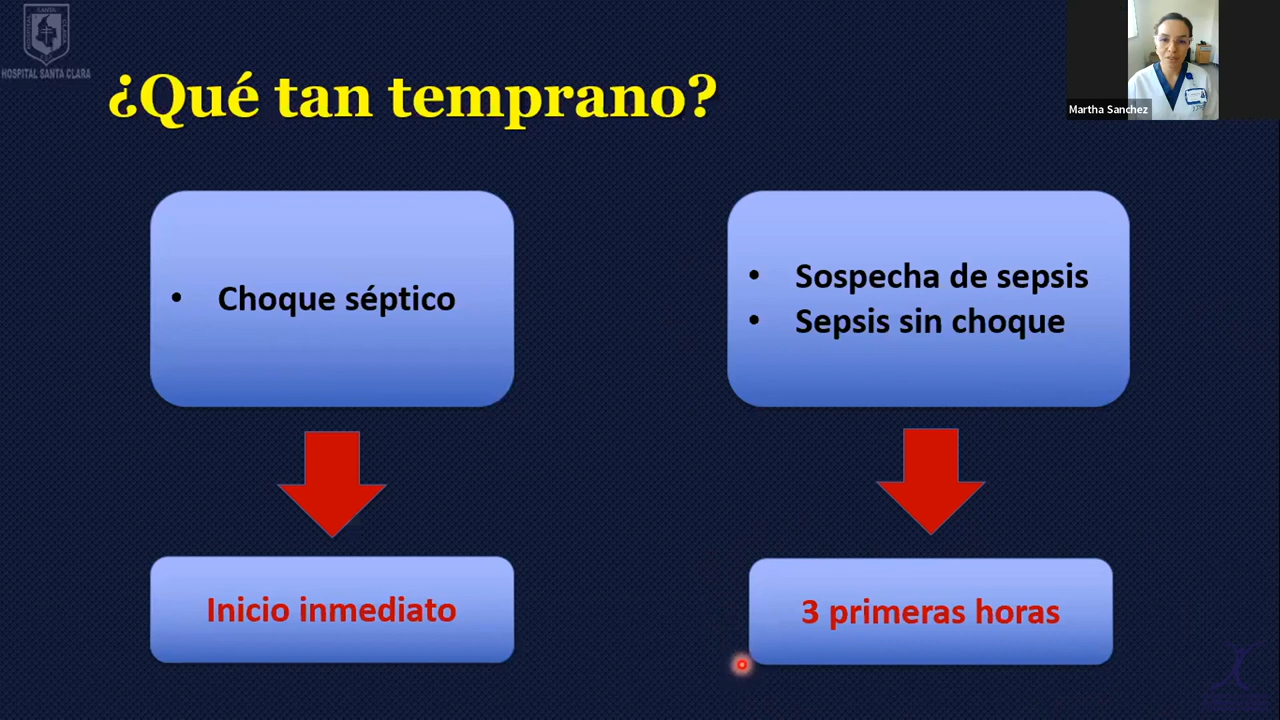 HOSPITAL SANTA CLARA
¿Qué tan temprano?
Martha Sanchez
• Choque séptico
• Sospecha de sepsis
• Sepsis sin choque
Inicio inmediato
3 primeras horas